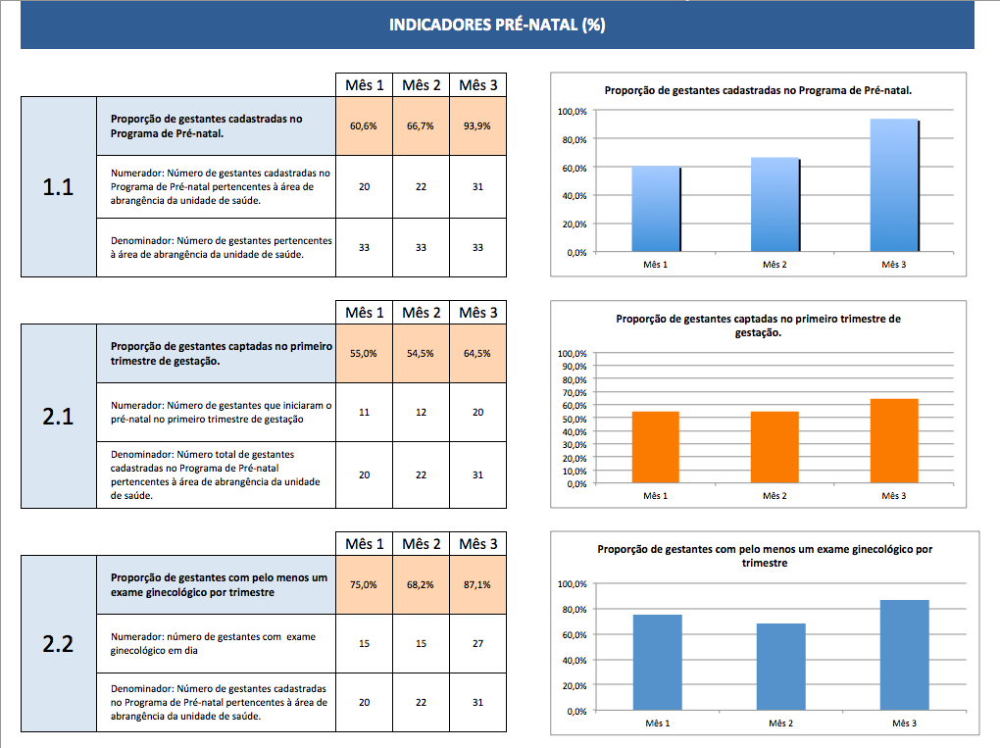 INDICADORES PRÉ-NATAL (%)
Mês 1 Mês 2 Mês 3
1.1
Proporção de gestantes cadastradas no
Programa de Pré-natal.
60,6% 66,7% 93,9%
Numerador: Número de gestantes cadastradas no
Programa de Pré-natal pertencentes à área de
abrangência da unidade de saúde.
20 22 31
Denominador: Número de gestantes pertencentes
à área de abrangência da unidade de saúde.
33 33 33
Proporção de gestantes cadastradas no Programa de Pré-natal.
100,0%
80,0%
60,0%
40,0%
20,0%
0,0%
Mês 1 Mês 2 Mês 3
Mês 1 Mês 2 Mês 3
2.1
Proporção de gestantes captadas no primeiro
trimestre de gestação.
55,0% 54,5% 64,5%
Numerador: Número de gestantes que iniciaram o
pré-natal no primeiro trimestre de gestação
11 12 20
Denominador: Número total de gestantes
cadastradas no Programa de Pré-natal
pertencentes à área de abrangência da unidade
de saúde.
20 22 31
Proporção de gestantes captadas no primeiro trimestre de
gestação.
100,0%
90,0%
80,0%
70,0%
60,0%
50,0%
40,0%
30,0%
20,0%
10,0%
0,0%
Mês 1 Mês 2 Mês 3
Mês 1 Mês 2 Mês 3
2.2
Proporção de gestantes com pelo menos um
exame ginecológico por trimestre
75,0% 68,2% 87,1%
Numerador: número de gestantes com exame
ginecológico em dia
15 15 27
Denominador: Número de gestantes cadastradas
no Programa de Pré-natal pertencentes à área de
abrangência da unidade de saúde.
20 22 31
Proporção de gestantes com pelo menos um exame ginecológico por
trimestre
100,0%
80,0%
60,0%
40,0%
20,0%
0,0%
Mês 1 Mês 2 Mês 3